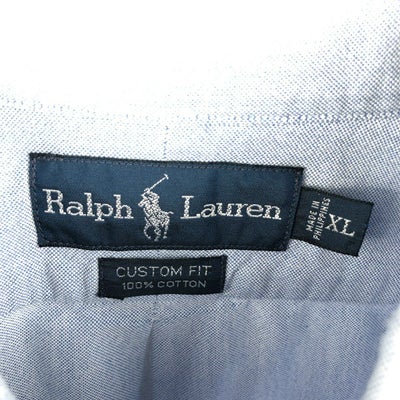 Ralph Lauren
MADE IN
PHILIPPINES
XL
CUSTOM FIT
100% COTTON